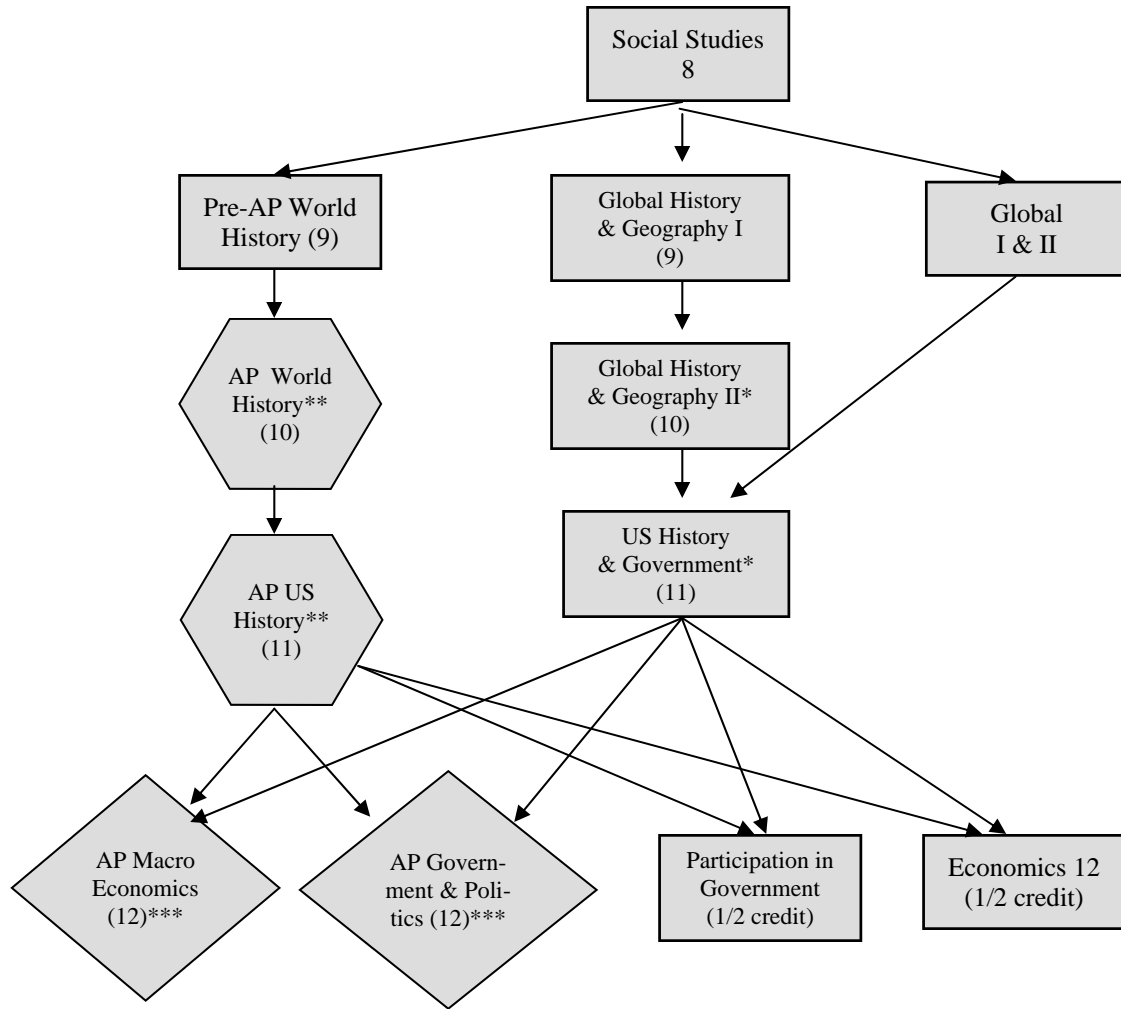 Social Studies
8
Pre-AP World
History (9)
Global History
& Geography I
(9)
Global
I & II
AP World
History**
(10)
Global History
& Geography II*
(10)
US History
& Government*
(11)
AP US
History**
(11)
AP Macro
Economics
(12)***
AP Govern-
ment & Poli-
tics (12)***
Participation in
Government
(1/2 credit)
Economics 12
(1/2 credit)